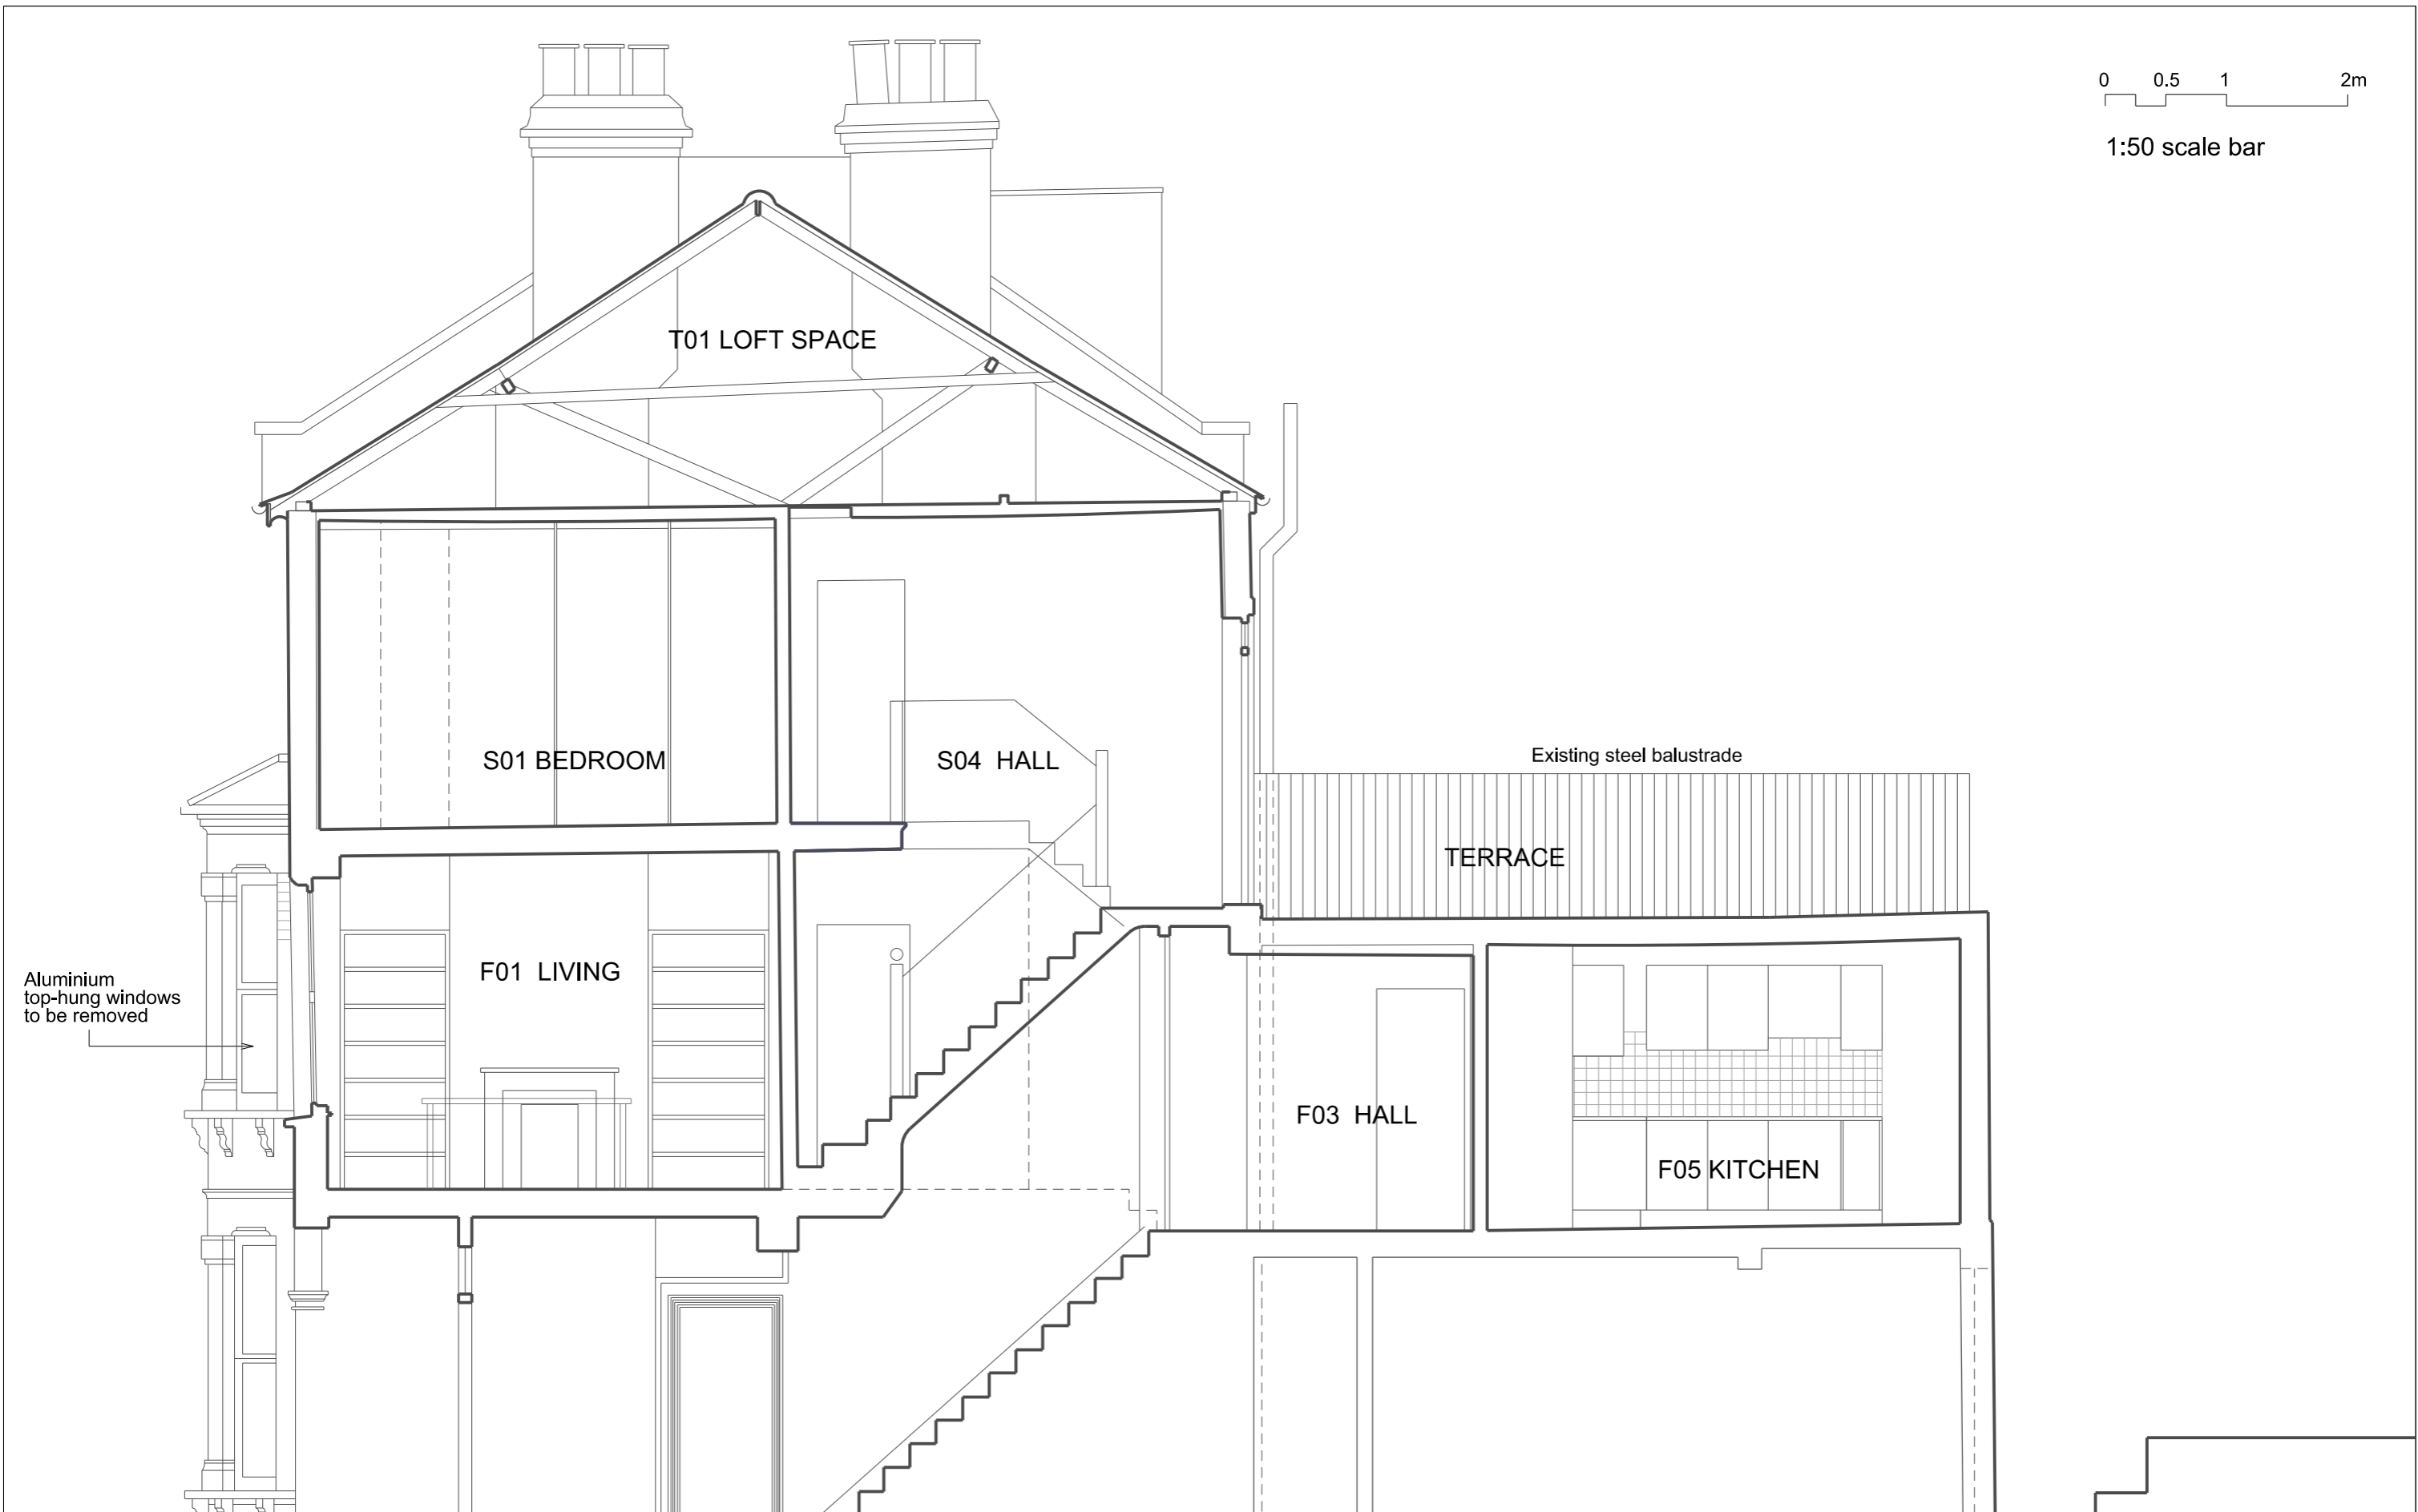 0 0.5 1 2m
1:50 scale bar
T01 LOFT SPACE
S01 BEDROOM
S04 HALL
Existing steel balustrade
TERRACE
F01 LIVING
Aluminium
top-hung windows
to be removed
F03 HALL
F05 KITCHEN